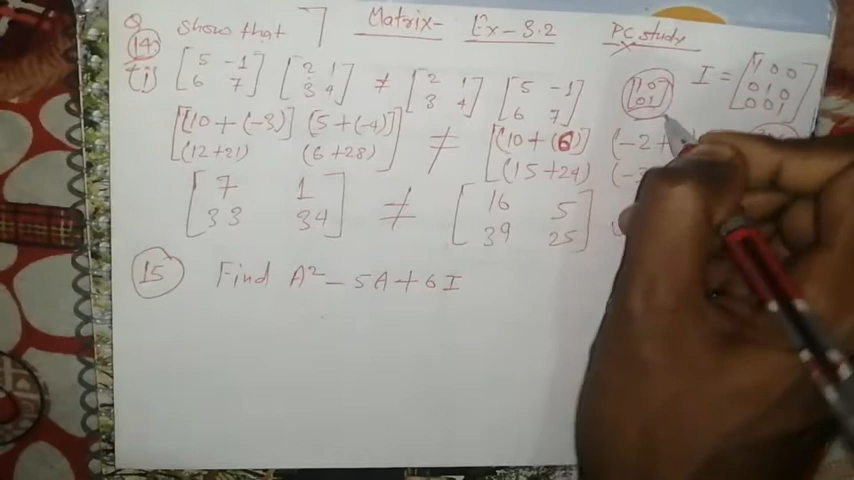 Q Show that Matrix- Ex-3.2 PC study
14
(i) [5 -1 6 7] [2 1 3 4] ≠ [2 1 3 4] [5 -1 6 7] [1 0 0 1] I = [1 0 0 0 1 0 0 0 1]
[(10 + (-3)] (5 + (-4)] ≠ [(10 + (6)] (-2 +
(12+21) (6+28) (15+24)
[7 1 ≠ [16 5
33 34] 39 25]
15 Find A² - 5A + 6I